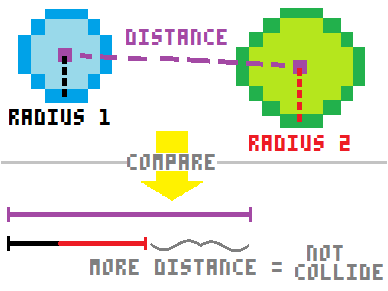 DISTANCE
RADIUS 1
RADIUS 2
COMPARE
MORE DISTANCE = NOT COLLIDE